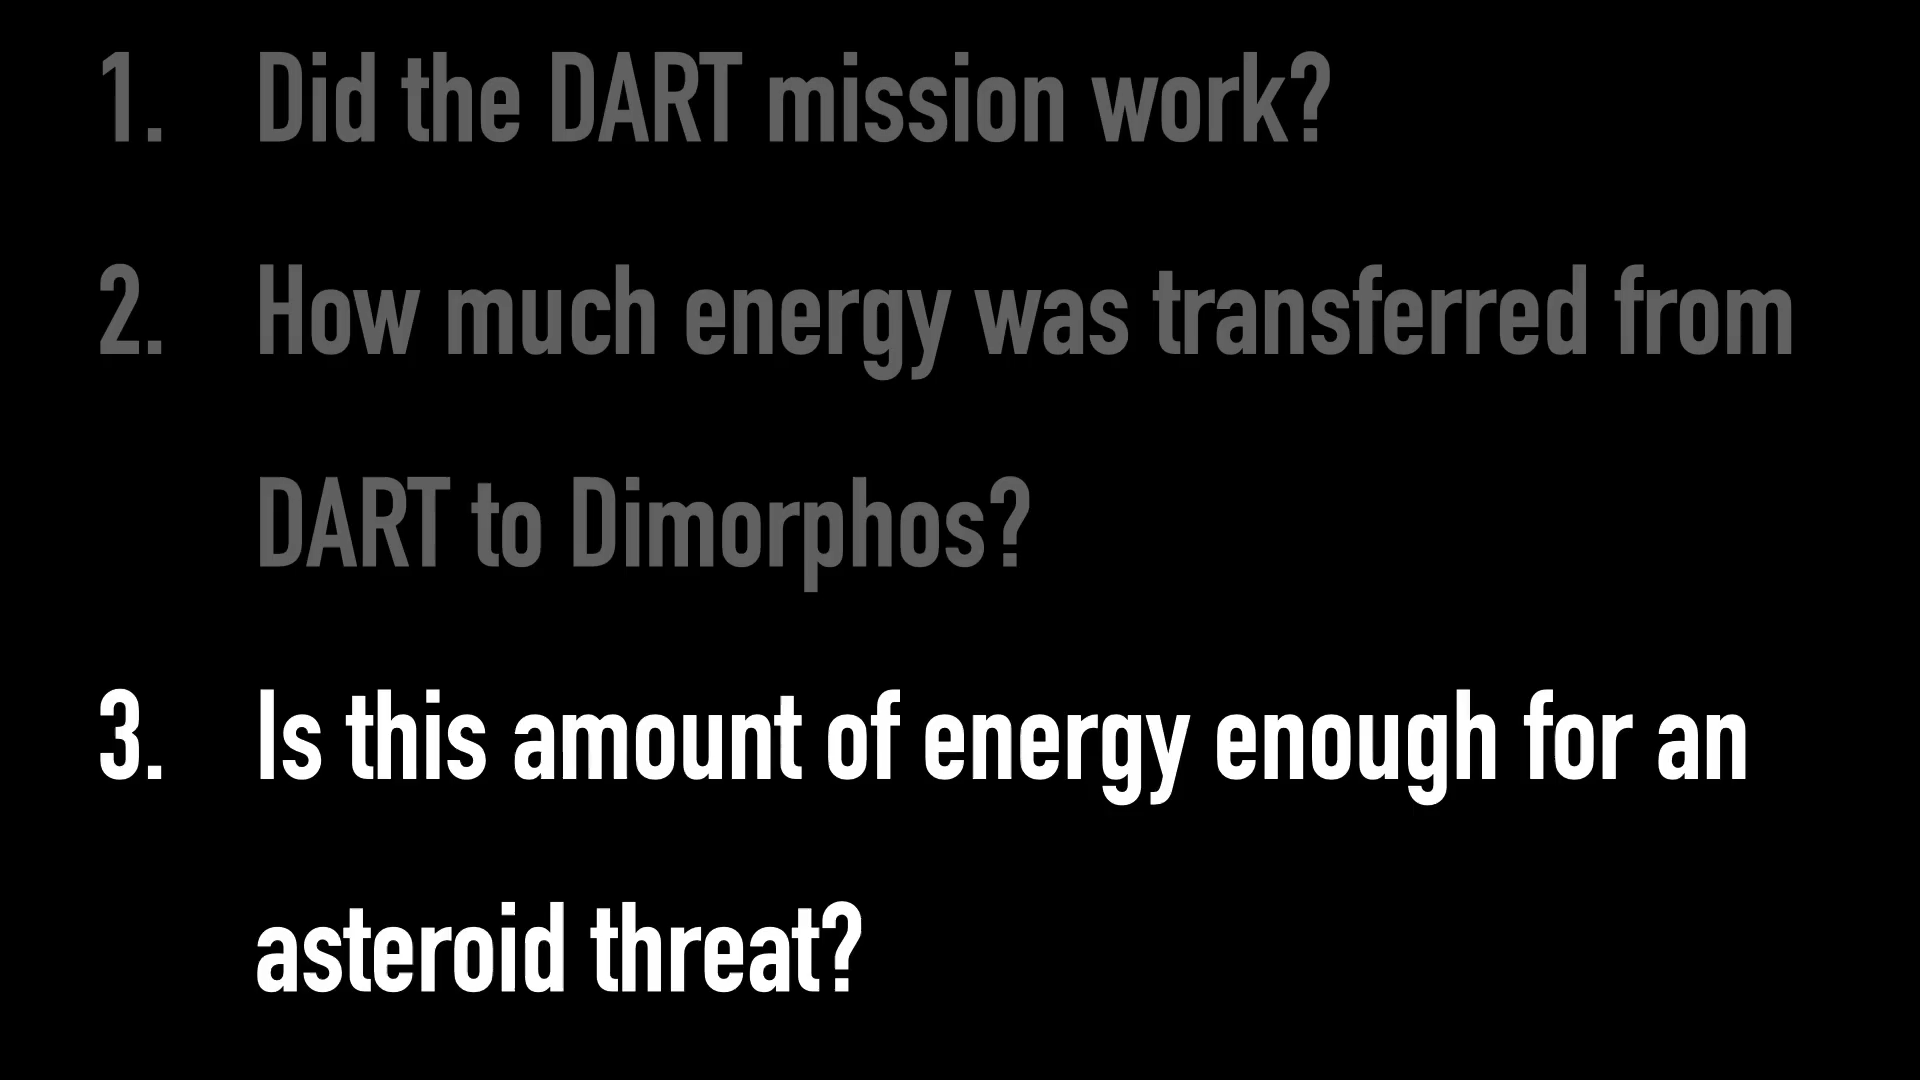 1. Did the DART mission work?
2. How much energy was transferred from
DART to Dimorphos?
3. Is this amount of energy enough for an
asteroid threat?